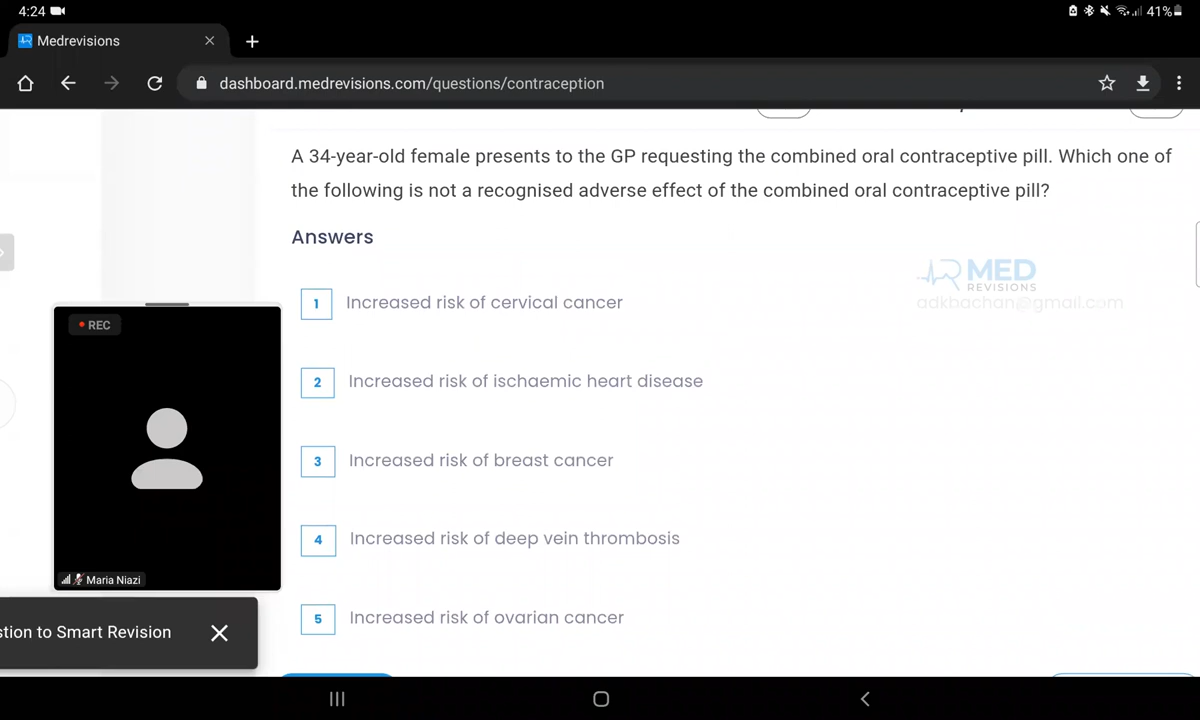 4:24
41%
Medrevisions
dashboard.medrevisions.com/questions/contraception
A 34-year-old female presents to the GP requesting the combined oral contraceptive pill. Which one of
the following is not a recognised adverse effect of the combined oral contraceptive pill?
Answers
MED
REVISIONS
adkbachan@gmail.com
1 Increased risk of cervical cancer
REC
2 Increased risk of ischaemic heart disease
3 Increased risk of breast cancer
4 Increased risk of deep vein thrombosis
Maria Niazi
5 Increased risk of ovarian cancer
stion to Smart Revision